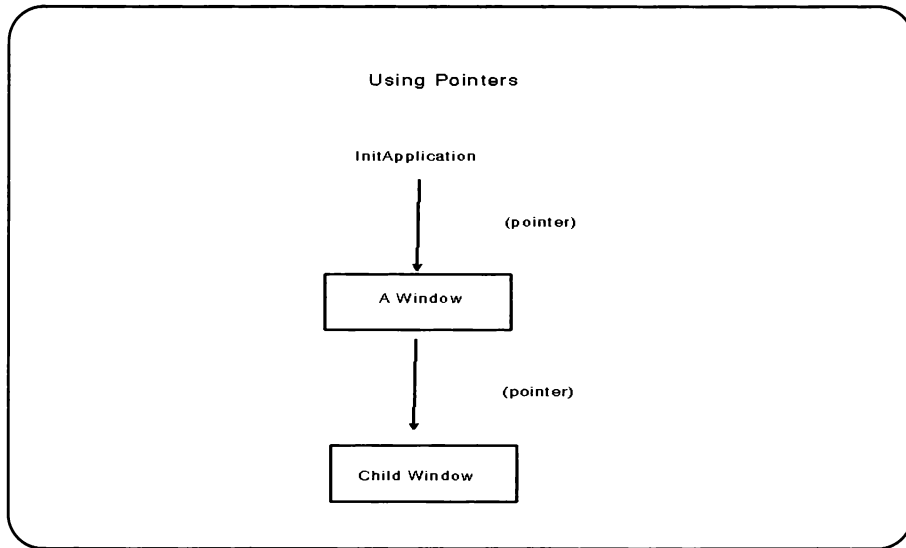 Using Pointers
InitApplication
(pointer)
A Window
(pointer)
Child Window